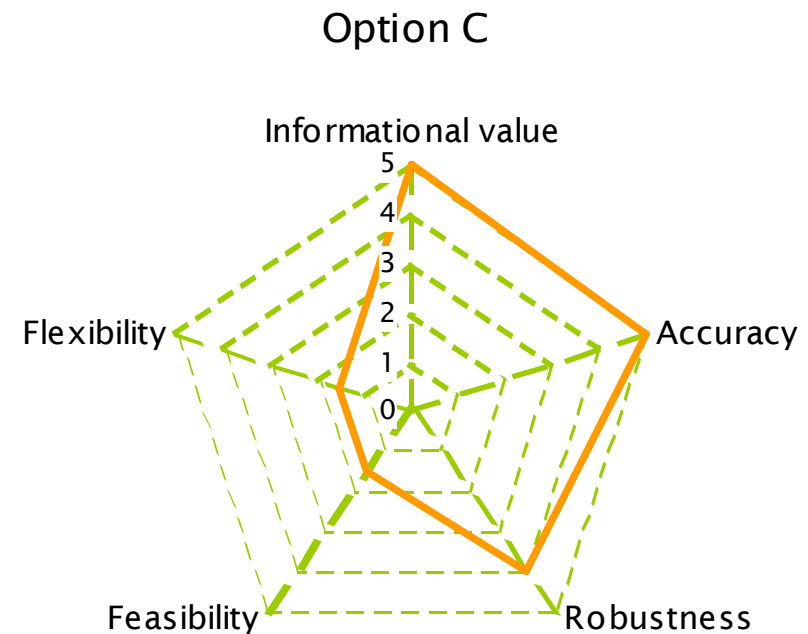 Option C
Informational value
5
4
3
2
1
0
Flexibility
Accuracy
Feasibility
Robustness